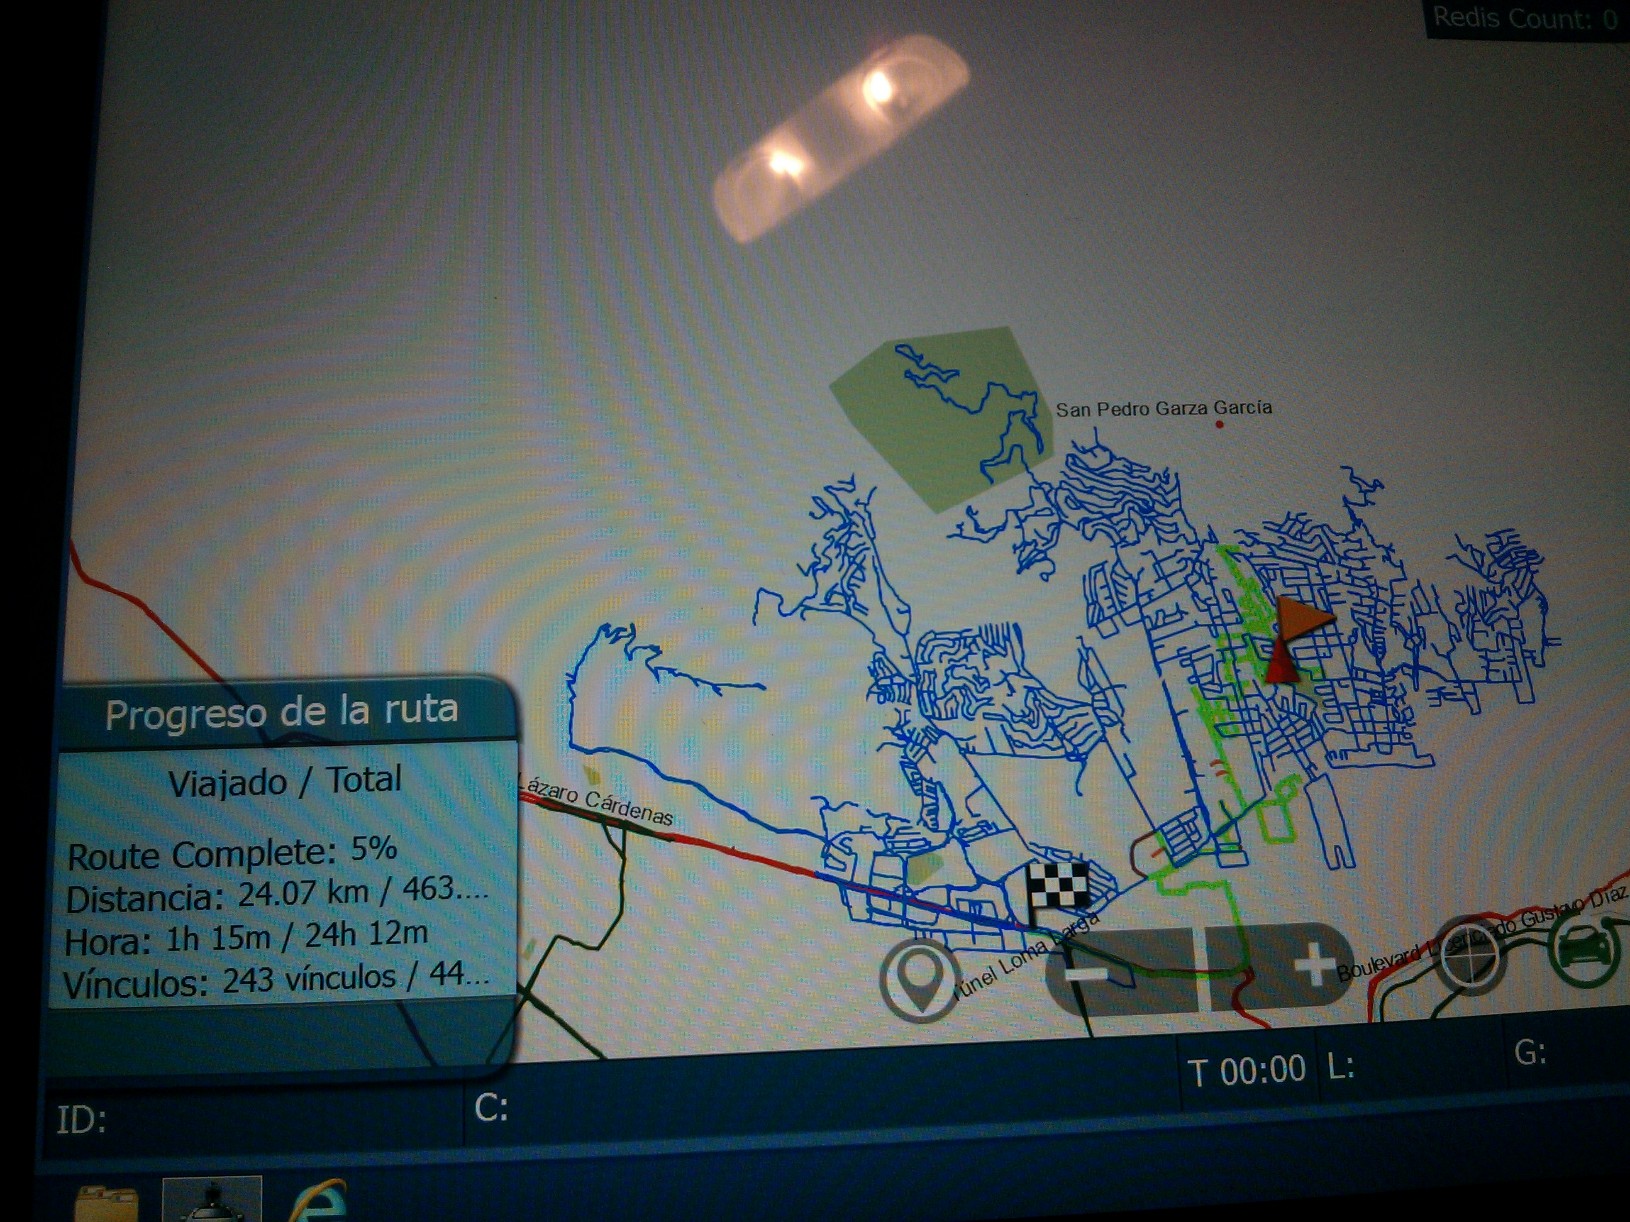 Redis Count: 0
San Pedro Garza García
Lázaro Cárdenas
Túnel Loma Larga
Boulevard Licenciado Gustavo Díaz
Progreso de la ruta
Viajado / Total
Route Complete: 5%
Distancia: 24.07 km / 463....
Hora: 1h 15m / 24h 12m
Vínculos: 243 vínculos / 44...
T 00:00
L:
G:
ID:
C: